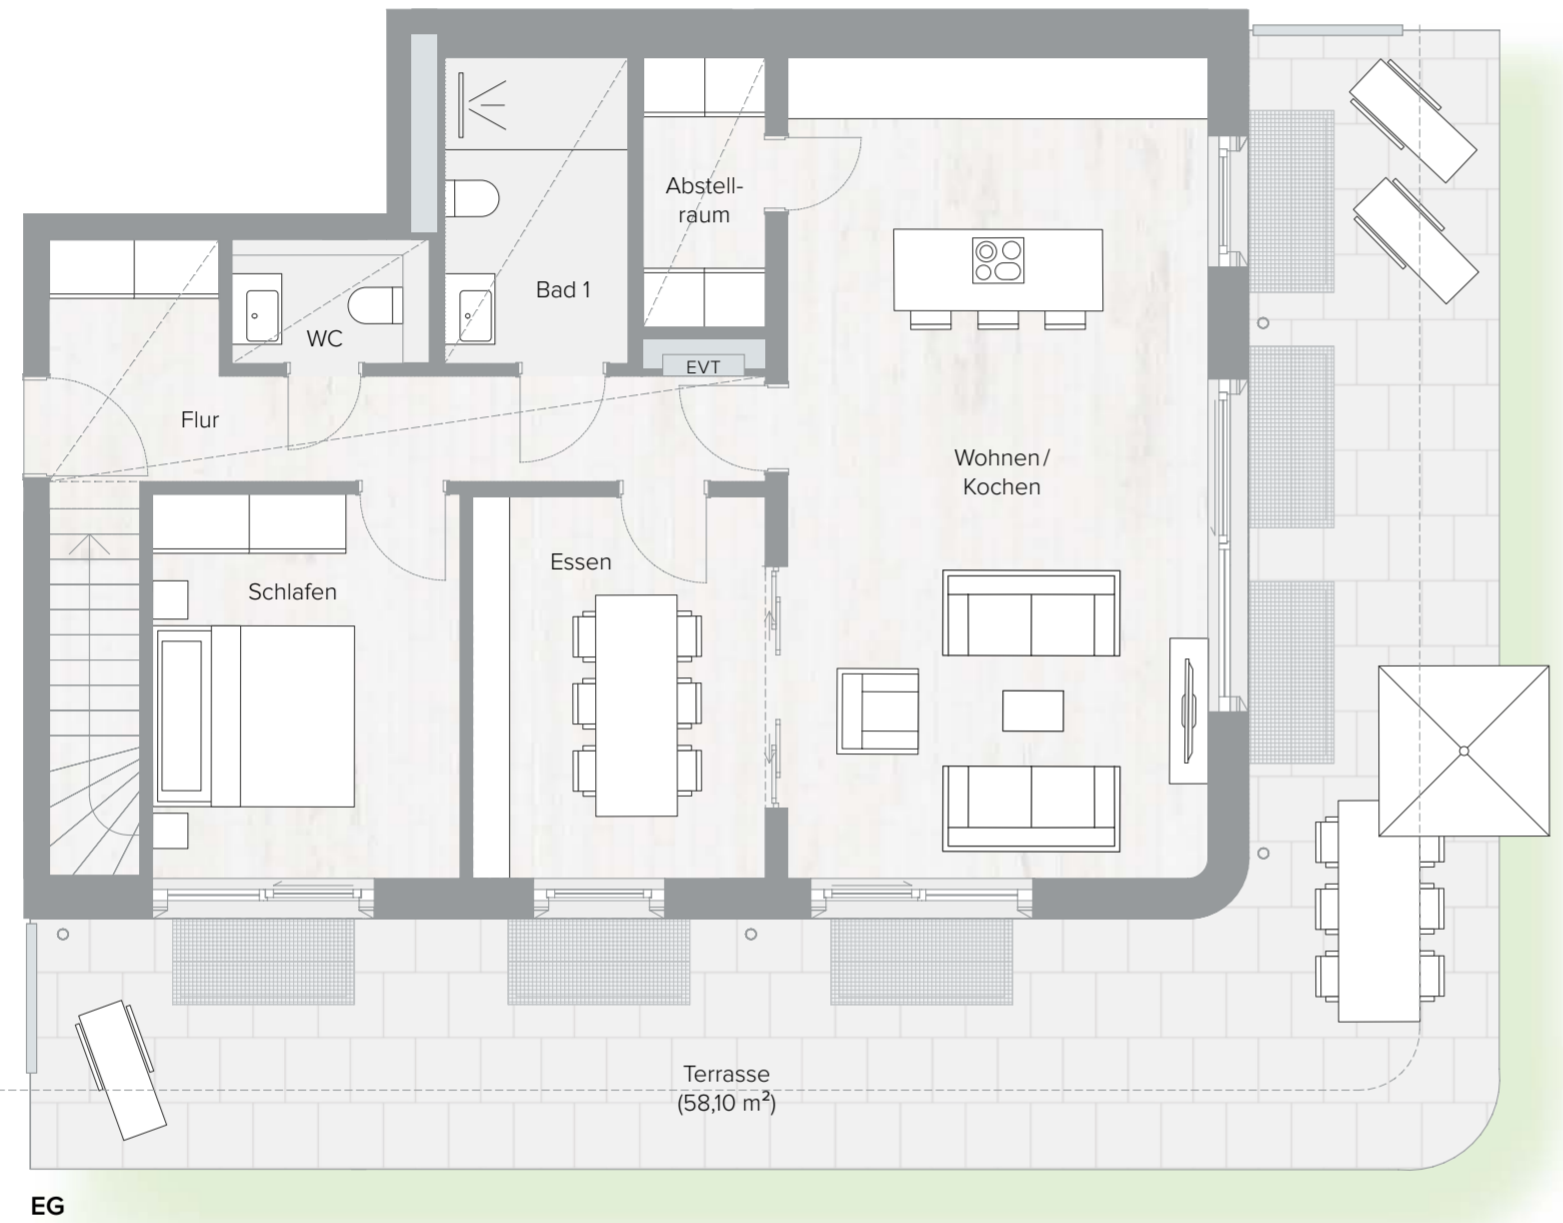 Abstell-
raum
Bad 1
WC
EVT
Flur
Wohnen/
Kochen
Essen
Schlafen
Terrasse
(58,10 m²)
EG